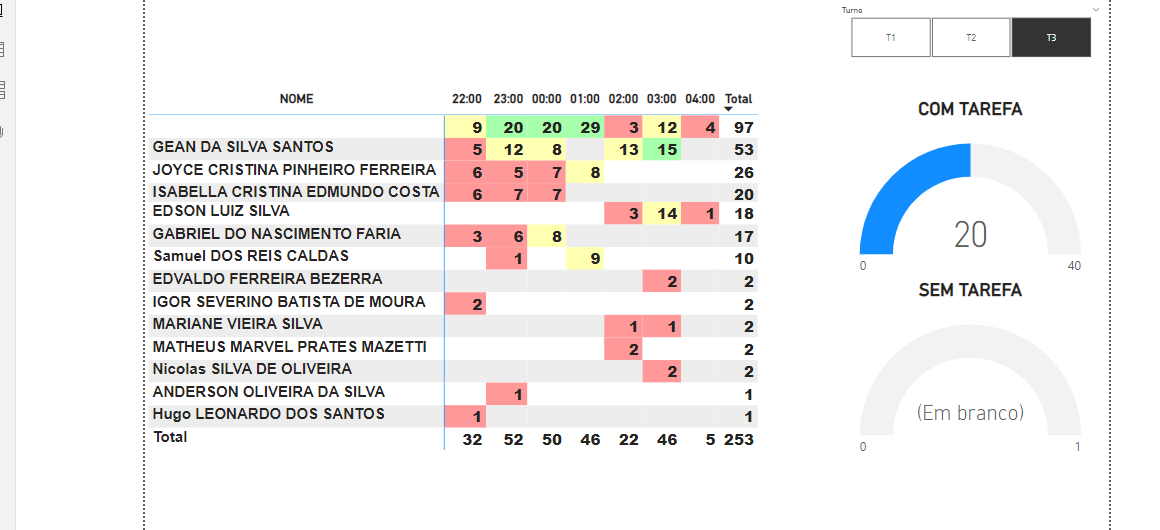 Turno
T1 T2 T3
NOME 22:00 23:00 00:00 01:00 02:00 03:00 04:00 Total
9 20 20 29 3 12 4 97
GEAN DA SILVA SANTOS 5 12 8 13 15 53
JOYCE CRISTINA PINHEIRO FERREIRA 6 5 7 8 26
ISABELLA CRISTINA EDMUNDO COSTA 6 7 7 20
EDSON LUIZ SILVA 3 14 1 18
GABRIEL DO NASCIMENTO FARIA 3 6 8 17
Samuel DOS REIS CALDAS 1 9 10
EDVALDO FERREIRA BEZERRA 2 2
IGOR SEVERINO BATISTA DE MOURA 2 2
MARIANE VIEIRA SILVA 1 1 2
MATHEUS MARVEL PRATES MAZETTI 2 2
Nicolas SILVA DE OLIVEIRA 2 2
ANDERSON OLIVEIRA DA SILVA 1 1
Hugo LEONARDO DOS SANTOS 1 1
Total 32 52 50 46 22 46 5 253
COM TAREFA
20
0 40
SEM TAREFA
(Em branco)
0 1